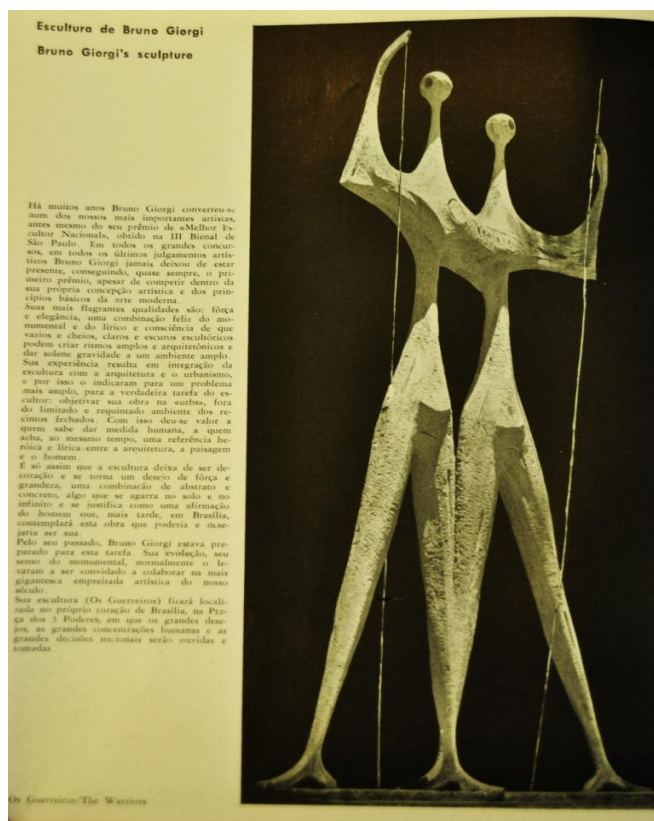 Escultura de Bruno Giorgi
Bruno Giorgi's sculpture
Há muitos anos Bruno Giorgi converteu-se
num dos nossos mais importantes artistas,
antes mesmo do seu prêmio de «Melhor Es-
cultor Nacional», obtido na III Bienal de
São Paulo. Em todos os grandes concur-
sos, em todos os últimos julgamentos artís-
ticos Bruno Giorgi jamais deixou de estar
presente, conseguindo, quase sempre, o pri-
meiro prêmio, apesar de competir dentro da
sua própria concepção artística e dos prin-
cípios básicos da arte moderna.
Suas mais flagrantes qualidades são: fôrça
e elegância, uma combinação feliz do mo-
numental e do lírico e consciência de que
vazios e cheios, claros e escuros escultóricos
podem criar ritmos amplos e arquitetônicos e
dar solene gravidade a um ambiente amplo.
Sua experiência resulta em integração da
escultura com a arquitetura e o urbanismo,
e por isso o indicaram para um problema
mais amplo, para a verdadeira tarefa do es-
cultor: objetivar sua obra na «urbs», fora
do limitado e requintado ambiente dos re-
cintos fechados. Com isso deu-se valor a
quem sabe dar medida humana, a quem
acha, ao mesmo tempo, uma referência he-
róica e lírica entre a arquitetura, a paisagem
e o homem.
É só assim que a escultura deixa de ser de-
coração e se torna um desejo de fôrça e
grandeza, uma combinação de abstrato e
concreto, algo que se agarra no solo e no
infinito e se justifica como uma afirmação
do homem que, mais tarde, em Brasília,
contemplará esta obra que poderia e dese-
jaria ser sua.
Pelo seu passado, Bruno Giorgi estava pre-
parado para esta tarefa. Sua evolução, seu
senso do monumental, normalmente o le-
varam a ser convidado a colaborar na mais
gigantesca empreitada artística do nosso
século.
Sua escultura (Os Guerreiros) ficará locali-
zada no próprio coração de Brasília, na Pra-
ça dos 3 Poderes, em que os grandes dese-
jos, as grandes concentrações humanas e as
grandes decisões nacionais serão ouvidas e
tomadas.
Os Guerreiros/The Warriors